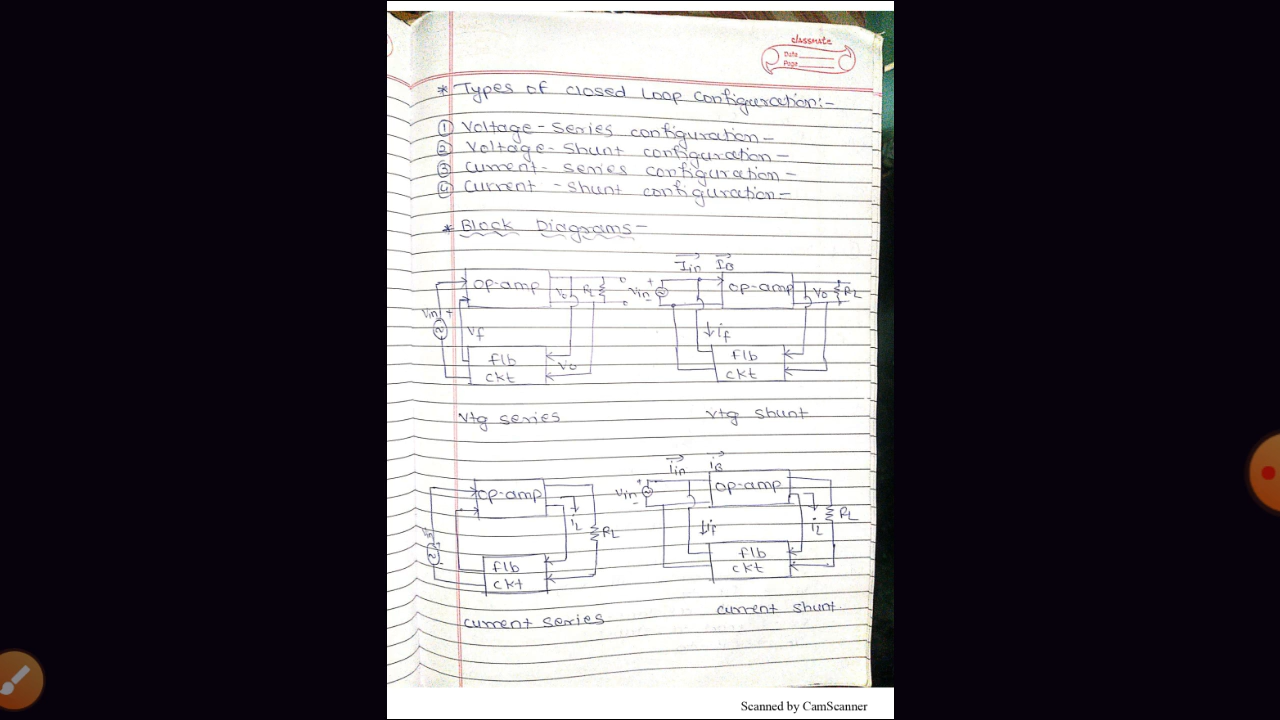 classmate
Date
Page
* Types of closed Loop configuration:-
① Voltage - Series configuration -
② Voltage - Shunt configuration -
③ Current - series configuration -
④ Current - shunt configuration -
* Block Diagrams -
Iin IB
op-amp Vo RL Vin + - op-amp Vo RL
Vin +
Vf if
f/b f/b
ckt Vo ckt
Vtg series Vtg shunt
iin iB
op-amp iL RL Vin + - op-amp iL RL
Vin if
f/b f/b
ckt ckt
current series current shunt.
Scanned by CamScanner